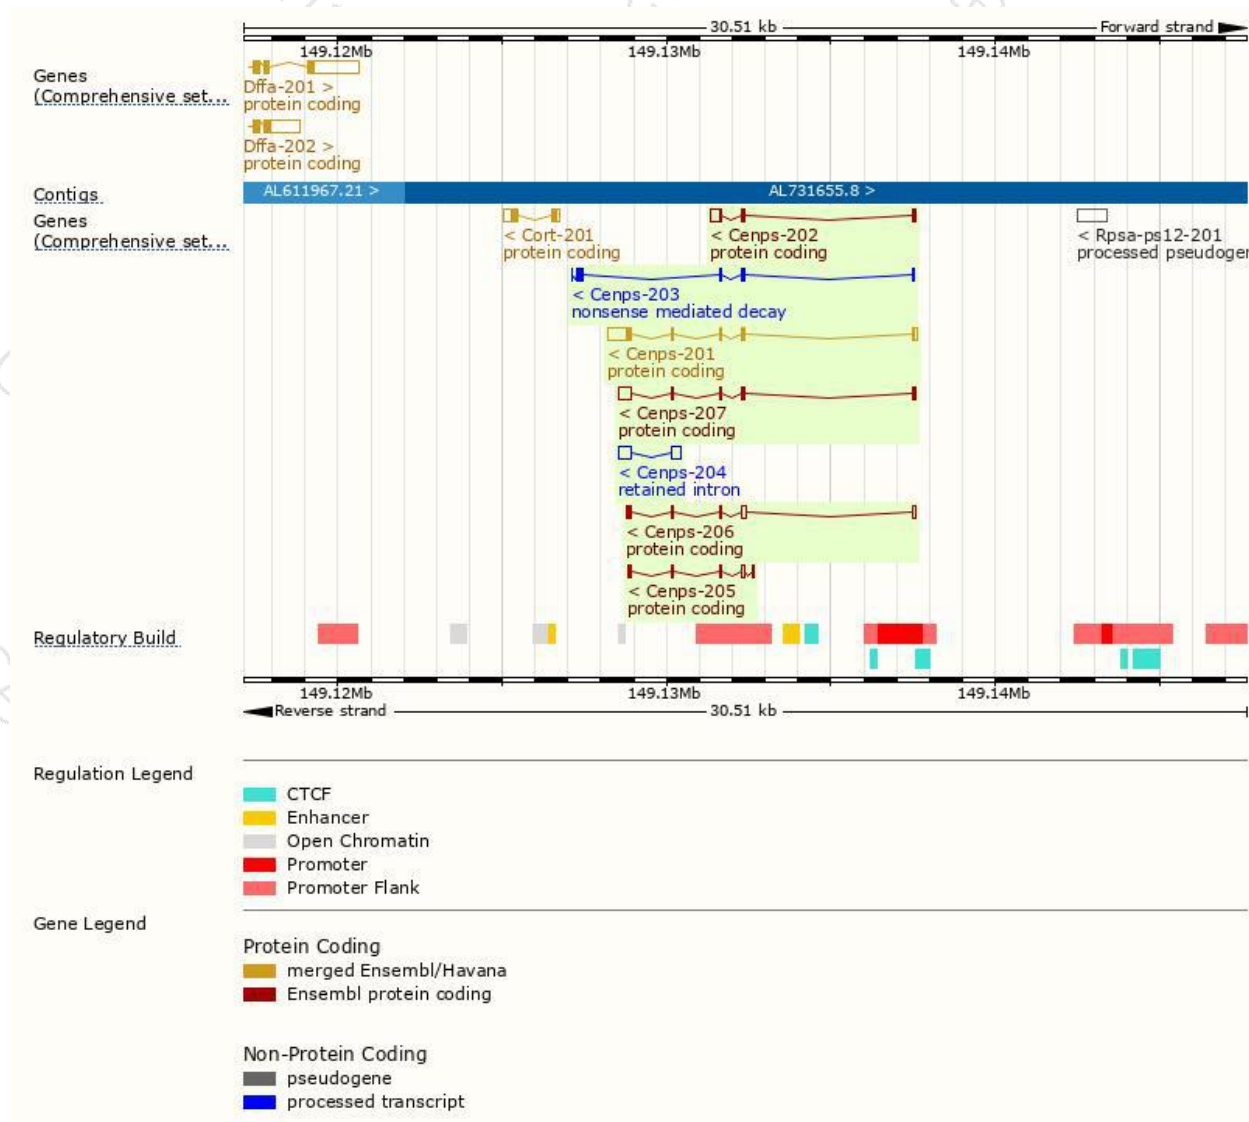 30.51 kb
Forward strand
149.12Mb 149.13Mb 149.14Mb
Genes
(Comprehensive set...
Dffa-201 >
protein coding
Dffa-202 >
protein coding
Contigs
AL611967.21 >
AL731655.8 >
Genes
(Comprehensive set...
< Cort-201
protein coding
< Cenps-202
protein coding
< Rpsa-ps12-201
processed pseudoger
< Cenps-203
nonsense mediated decay
< Cenps-201
protein coding
< Cenps-207
protein coding
< Cenps-204
retained intron
< Cenps-206
protein coding
< Cenps-205
protein coding
Regulatory Build
149.12Mb 149.13Mb 149.14Mb
Reverse strand
30.51 kb
Regulation Legend
CTCF
Enhancer
Open Chromatin
Promoter
Promoter Flank
Gene Legend
Protein Coding
merged Ensembl/Havana
Ensembl protein coding
Non-Protein Coding
pseudogene
processed transcript